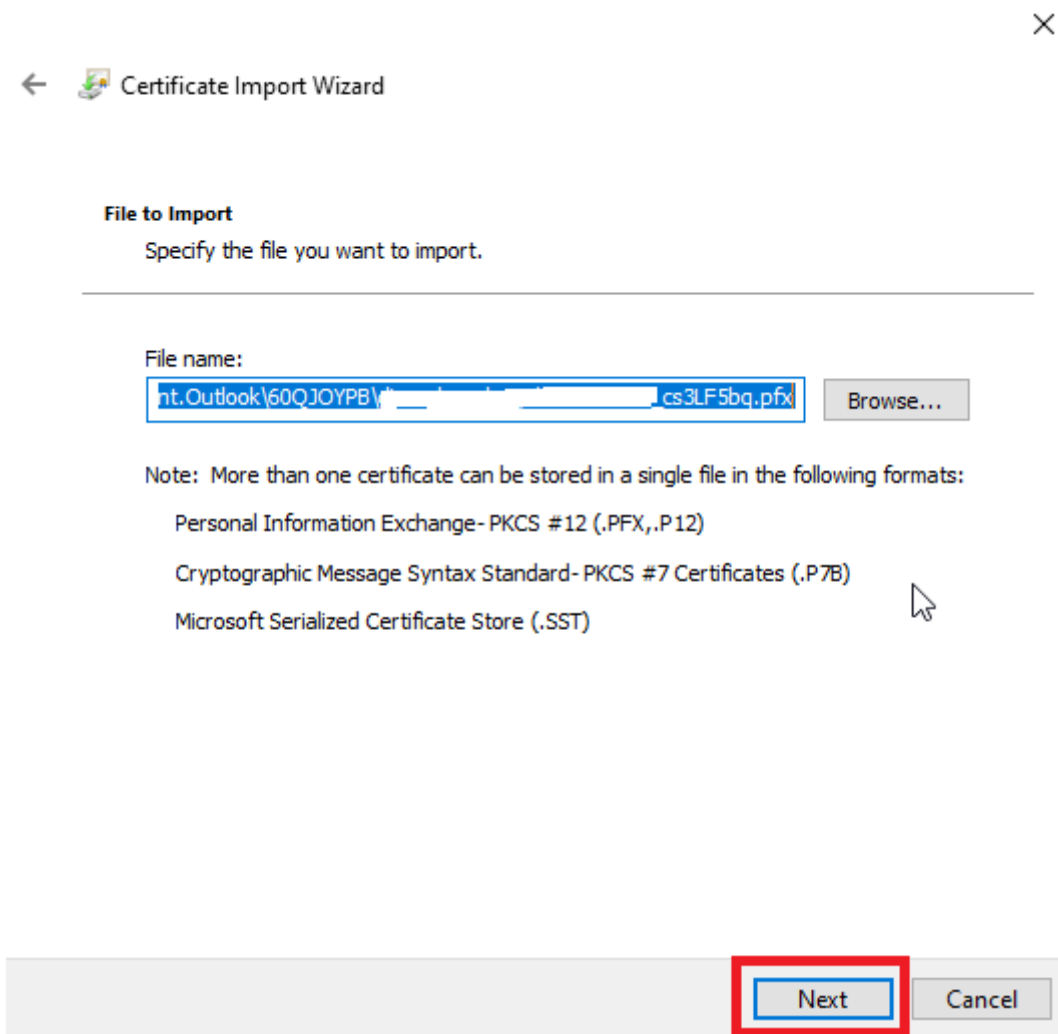 Certificate Import Wizard
File to Import
Specify the file you want to import.
File name:
nt.Outlook\60QJOYPB\ cs3LF5bq.pfx
Browse...
Note: More than one certificate can be stored in a single file in the following formats:
Personal Information Exchange- PKCS #12 (.PFX,.P12)
Cryptographic Message Syntax Standard- PKCS #7 Certificates (.P7B)
Microsoft Serialized Certificate Store (.SST)
Next
Cancel